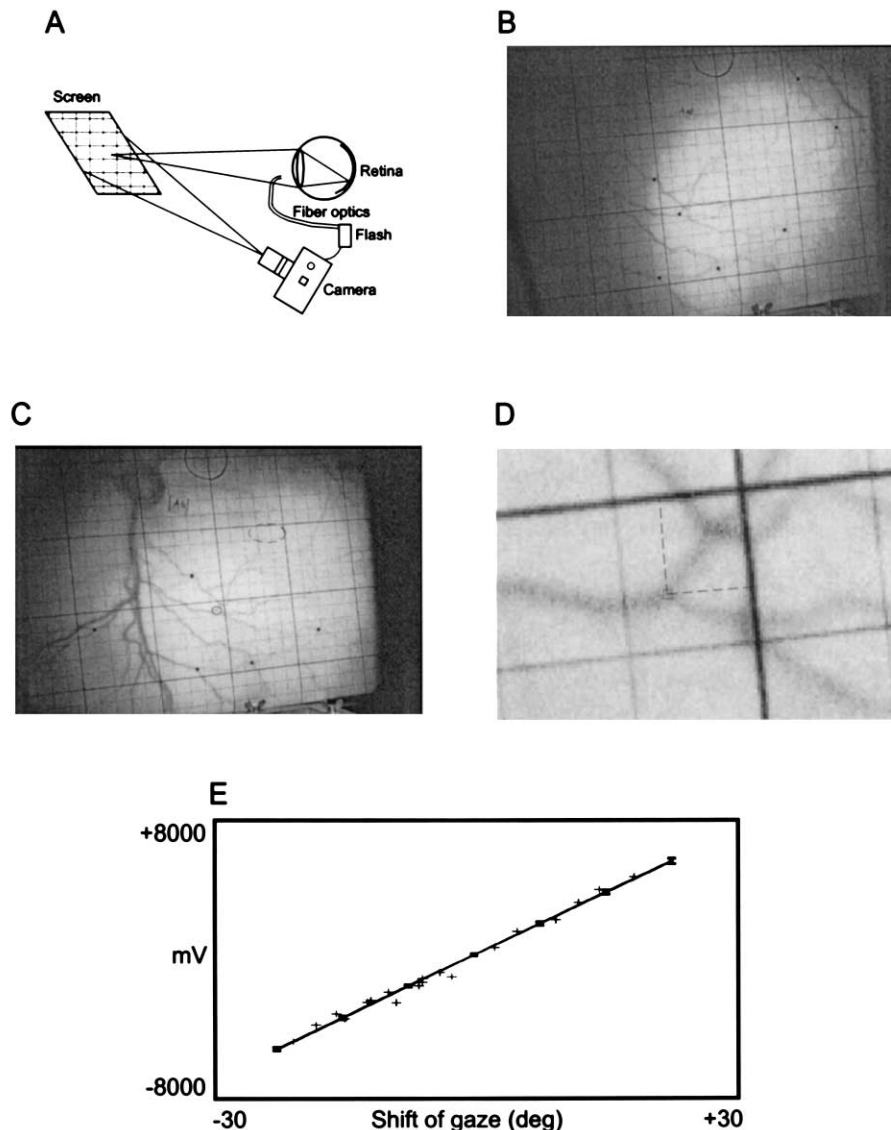 A
B
Screen
Retina
Fiber optics
Flash
Camera
C
D
E
+8000
mV
-8000
-30
Shift of gaze (deg)
+30